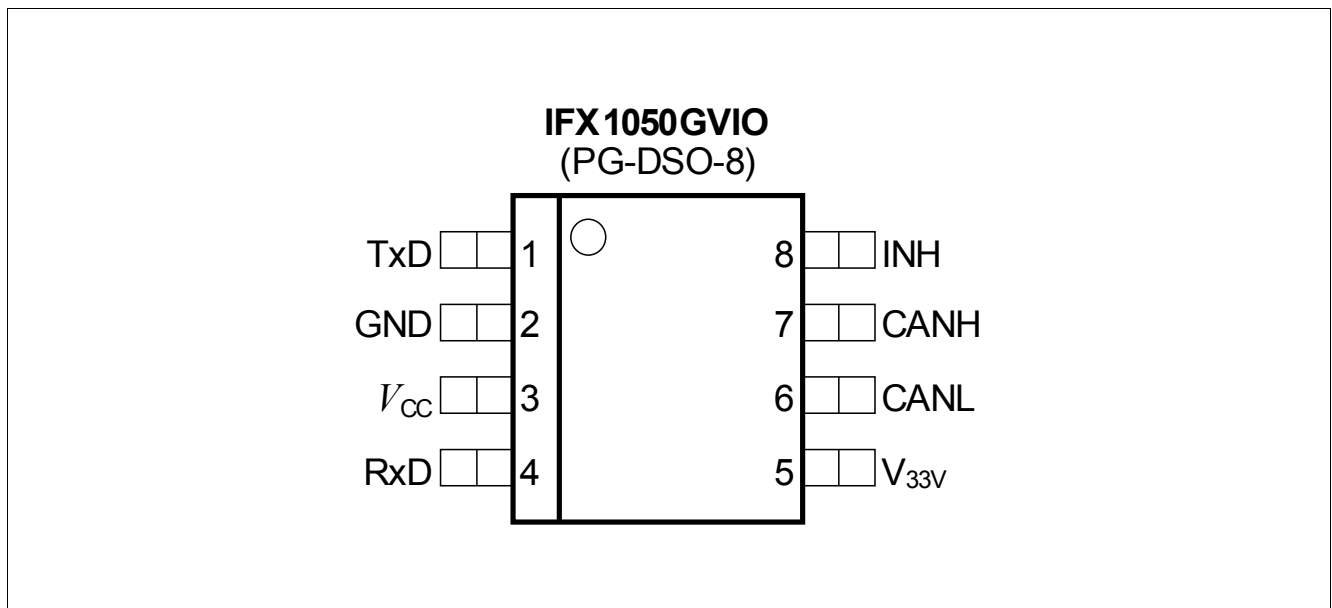 IFX1050GVIO
(PG-DSO-8)
TxD 1 8 INH
GND 2 7 CANH
VCC 3 6 CANL
RxD 4 5 V33V